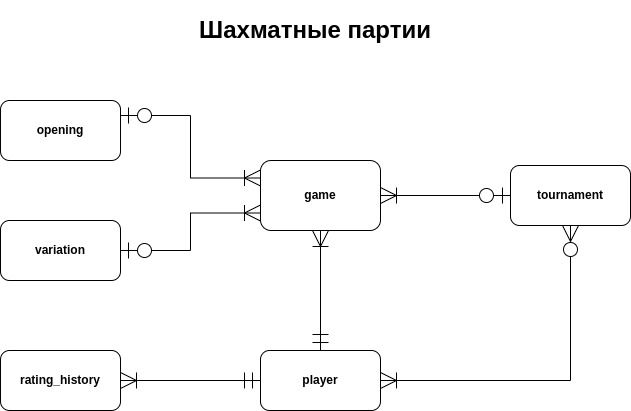 Шахматные партии
opening
game
tournament
variation
rating_history
player